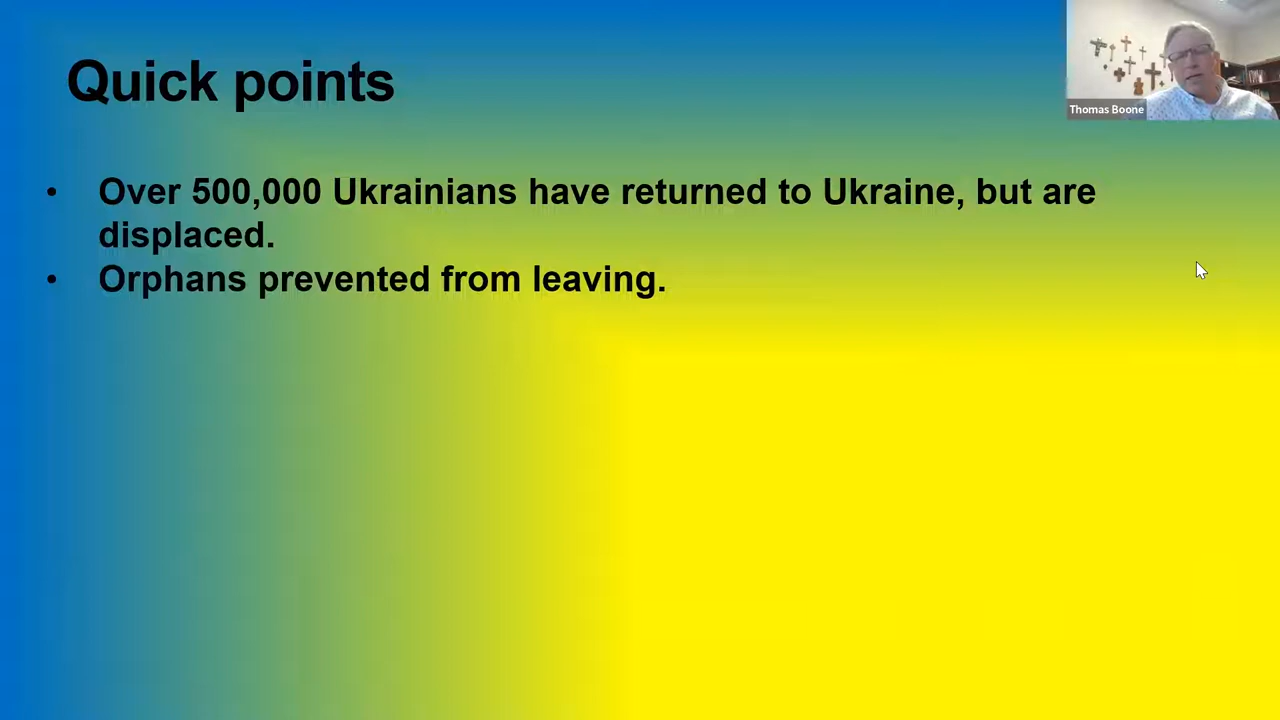 Quick points
Thomas Boone
• Over 500,000 Ukrainians have returned to Ukraine, but are
displaced.
• Orphans prevented from leaving.